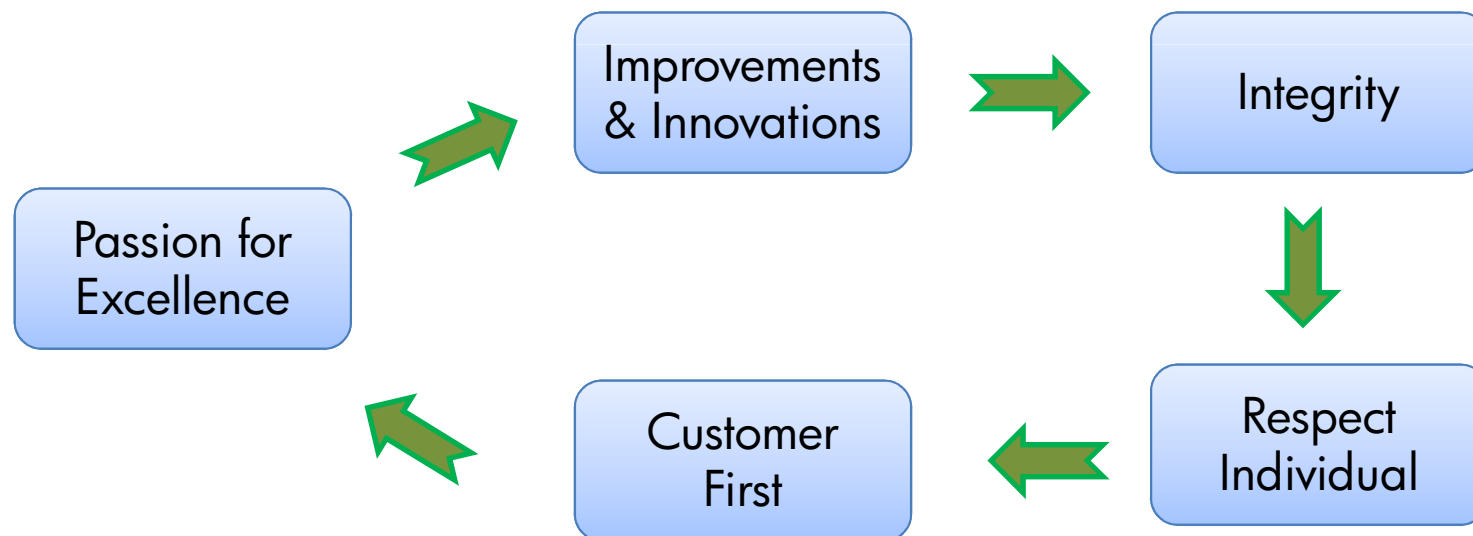 Improvements
& Innovations
Integrity
Passion for
Excellence
Customer
First
Respect
Individual